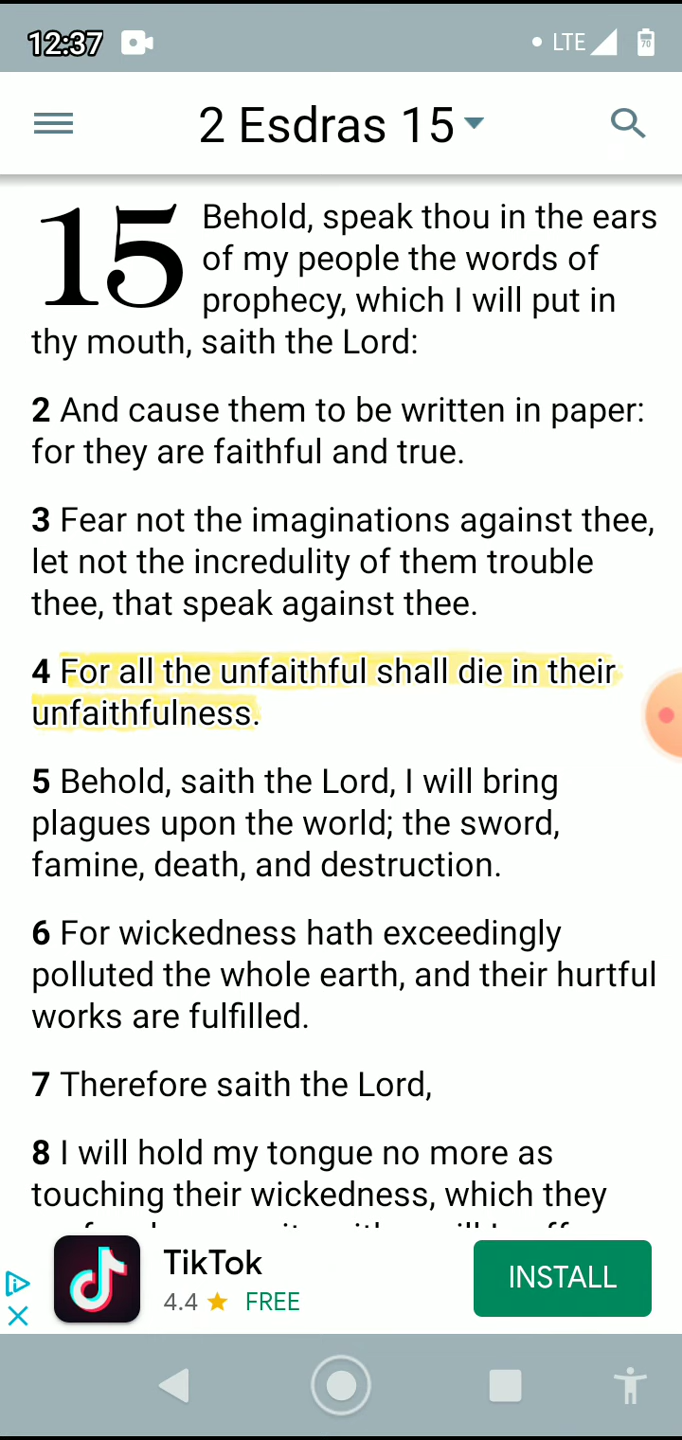 12:37
LTE
70
2 Esdras 15
15 Behold, speak thou in the ears
of my people the words of
prophecy, which I will put in
thy mouth, saith the Lord:
2 And cause them to be written in paper:
for they are faithful and true.
3 Fear not the imaginations against thee,
let not the incredulity of them trouble
thee, that speak against thee.
4 For all the unfaithful shall die in their
unfaithfulness.
5 Behold, saith the Lord, I will bring
plagues upon the world; the sword,
famine, death, and destruction.
6 For wickedness hath exceedingly
polluted the whole earth, and their hurtful
works are fulfilled.
7 Therefore saith the Lord,
8 I will hold my tongue no more as
touching their wickedness, which they
TikTok
4.4 ★ FREE
INSTALL